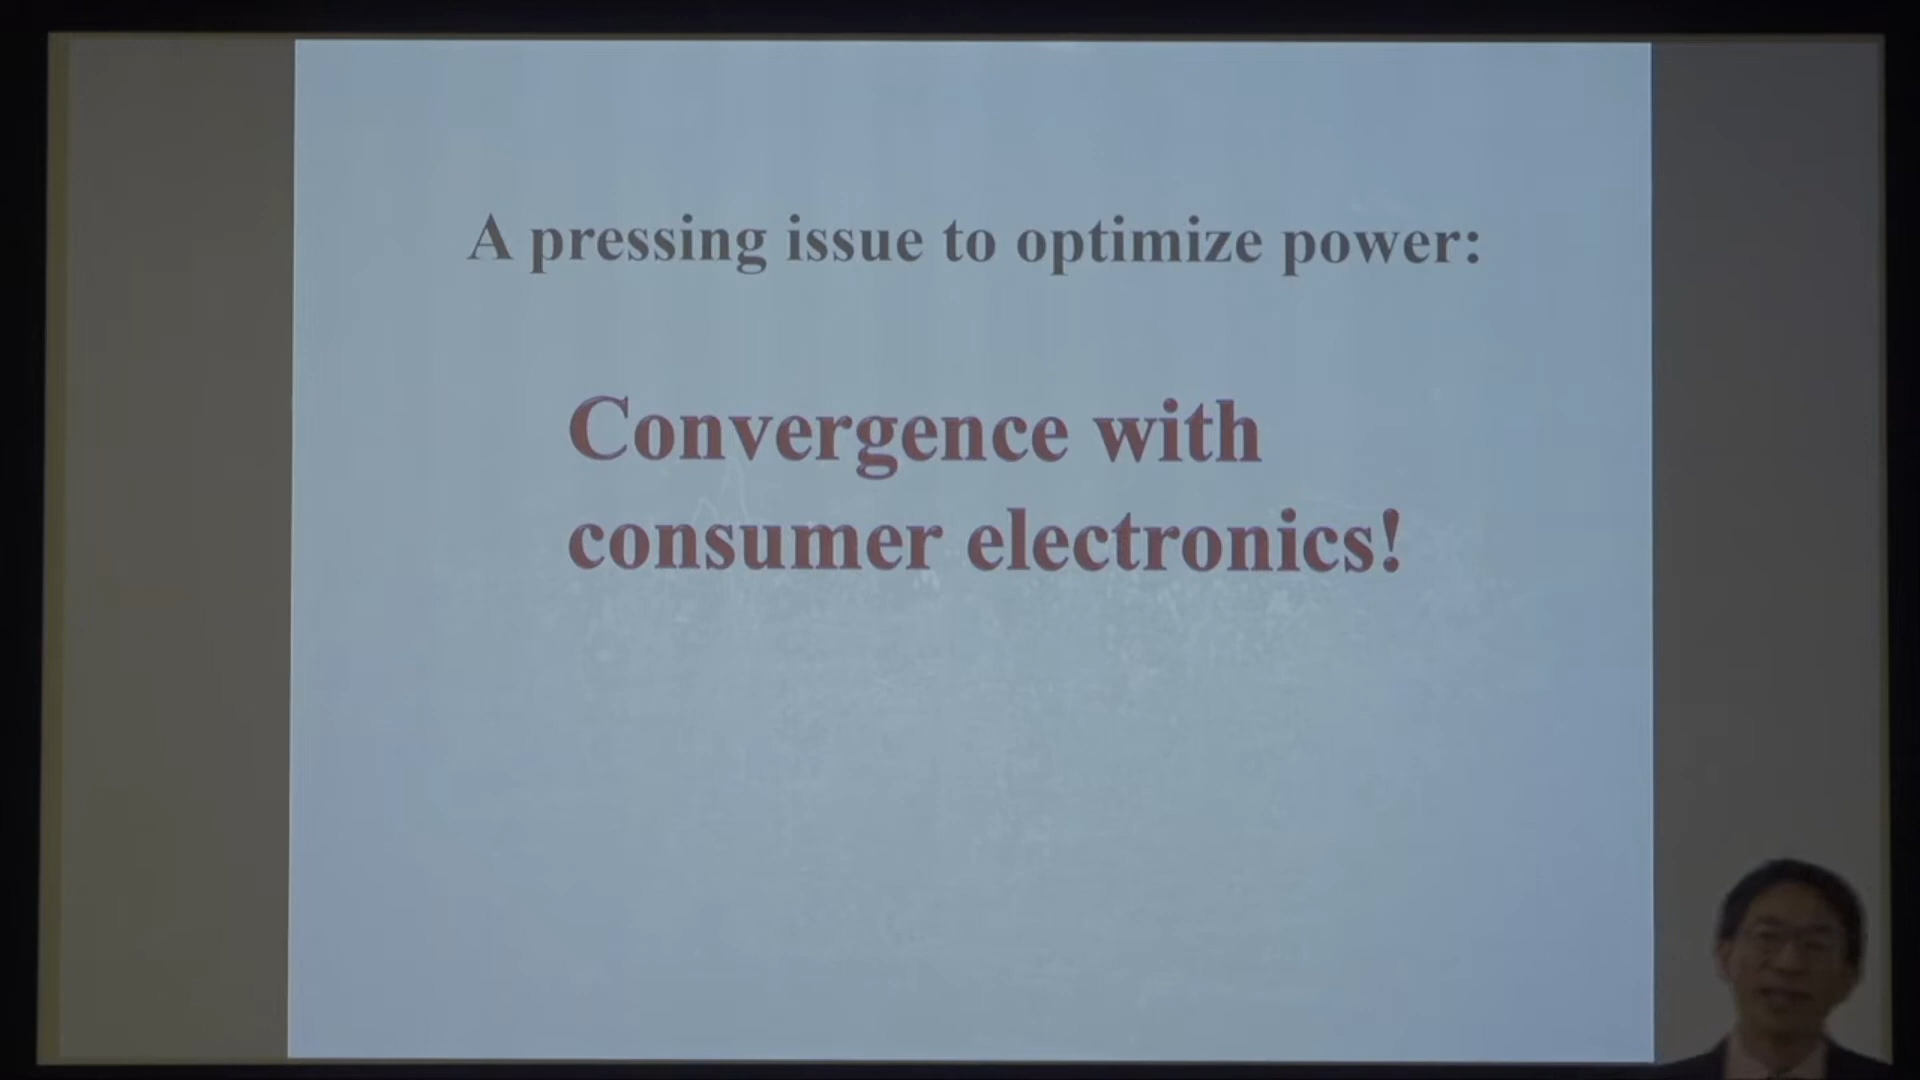 A pressing issue to optimize power:
Convergence with
consumer electronics!